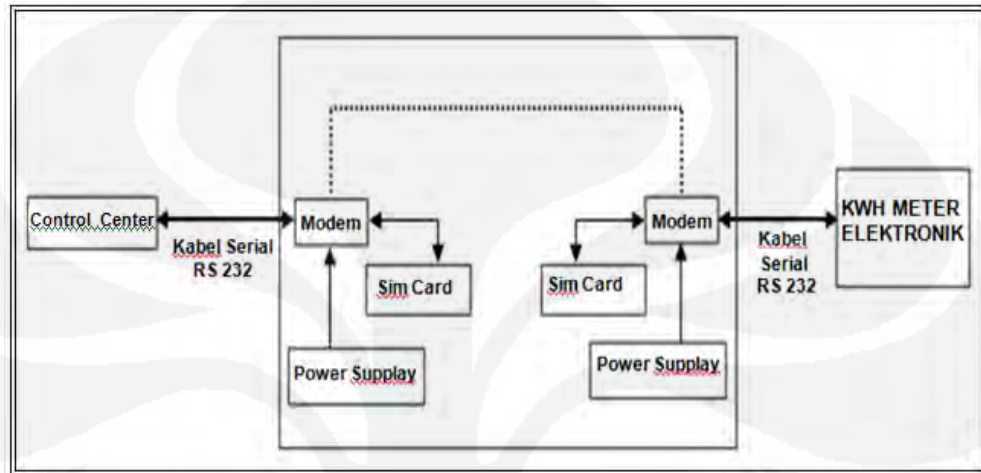 Control Center
Kabel Serial
RS 232
Modem
Sim Card
Power Supplay
Modem
Sim Card
Power Supplay
Kabel
Serial
RS 232
KWH METER
ELEKTRONIK